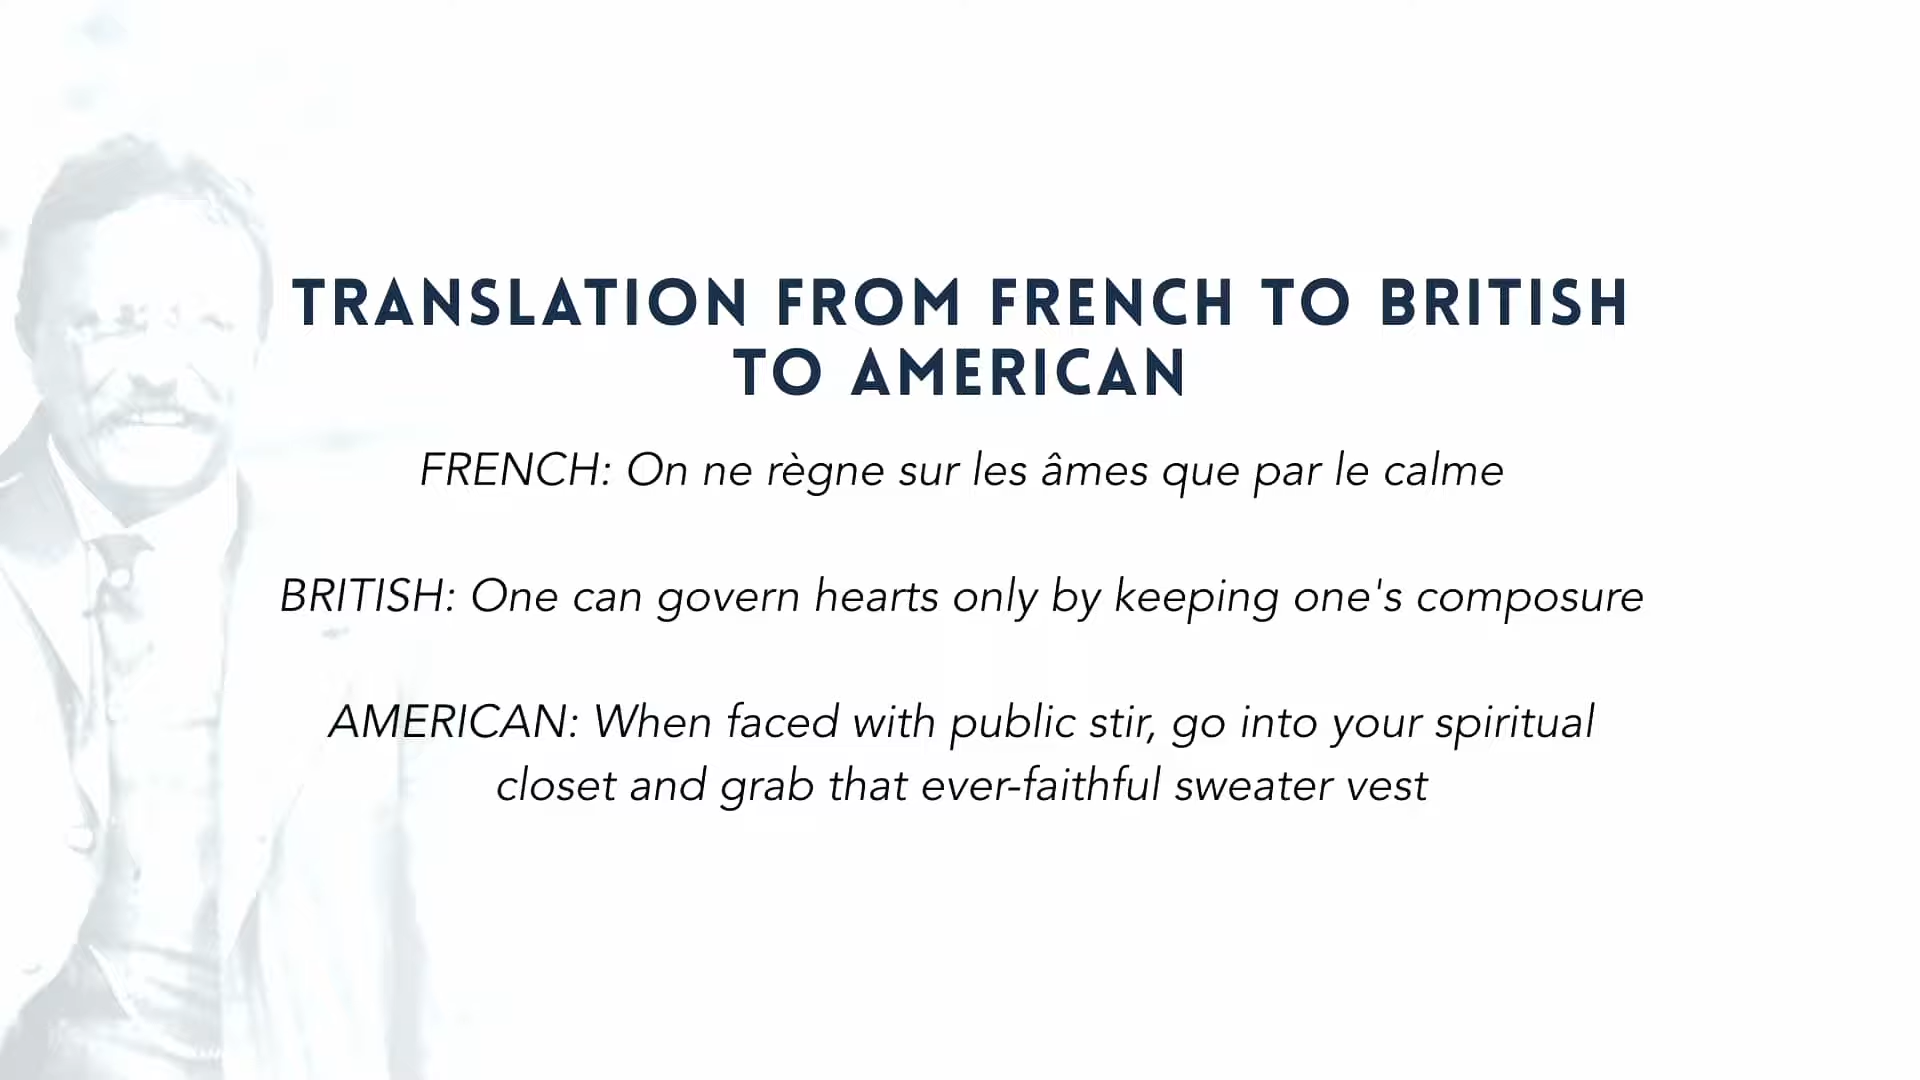 TRANSLATION FROM FRENCH TO BRITISH
TO AMERICAN
FRENCH: On ne règne sur les âmes que par le calme
BRITISH: One can govern hearts only by keeping one's composure
AMERICAN: When faced with public stir, go into your spiritual
closet and grab that ever-faithful sweater vest